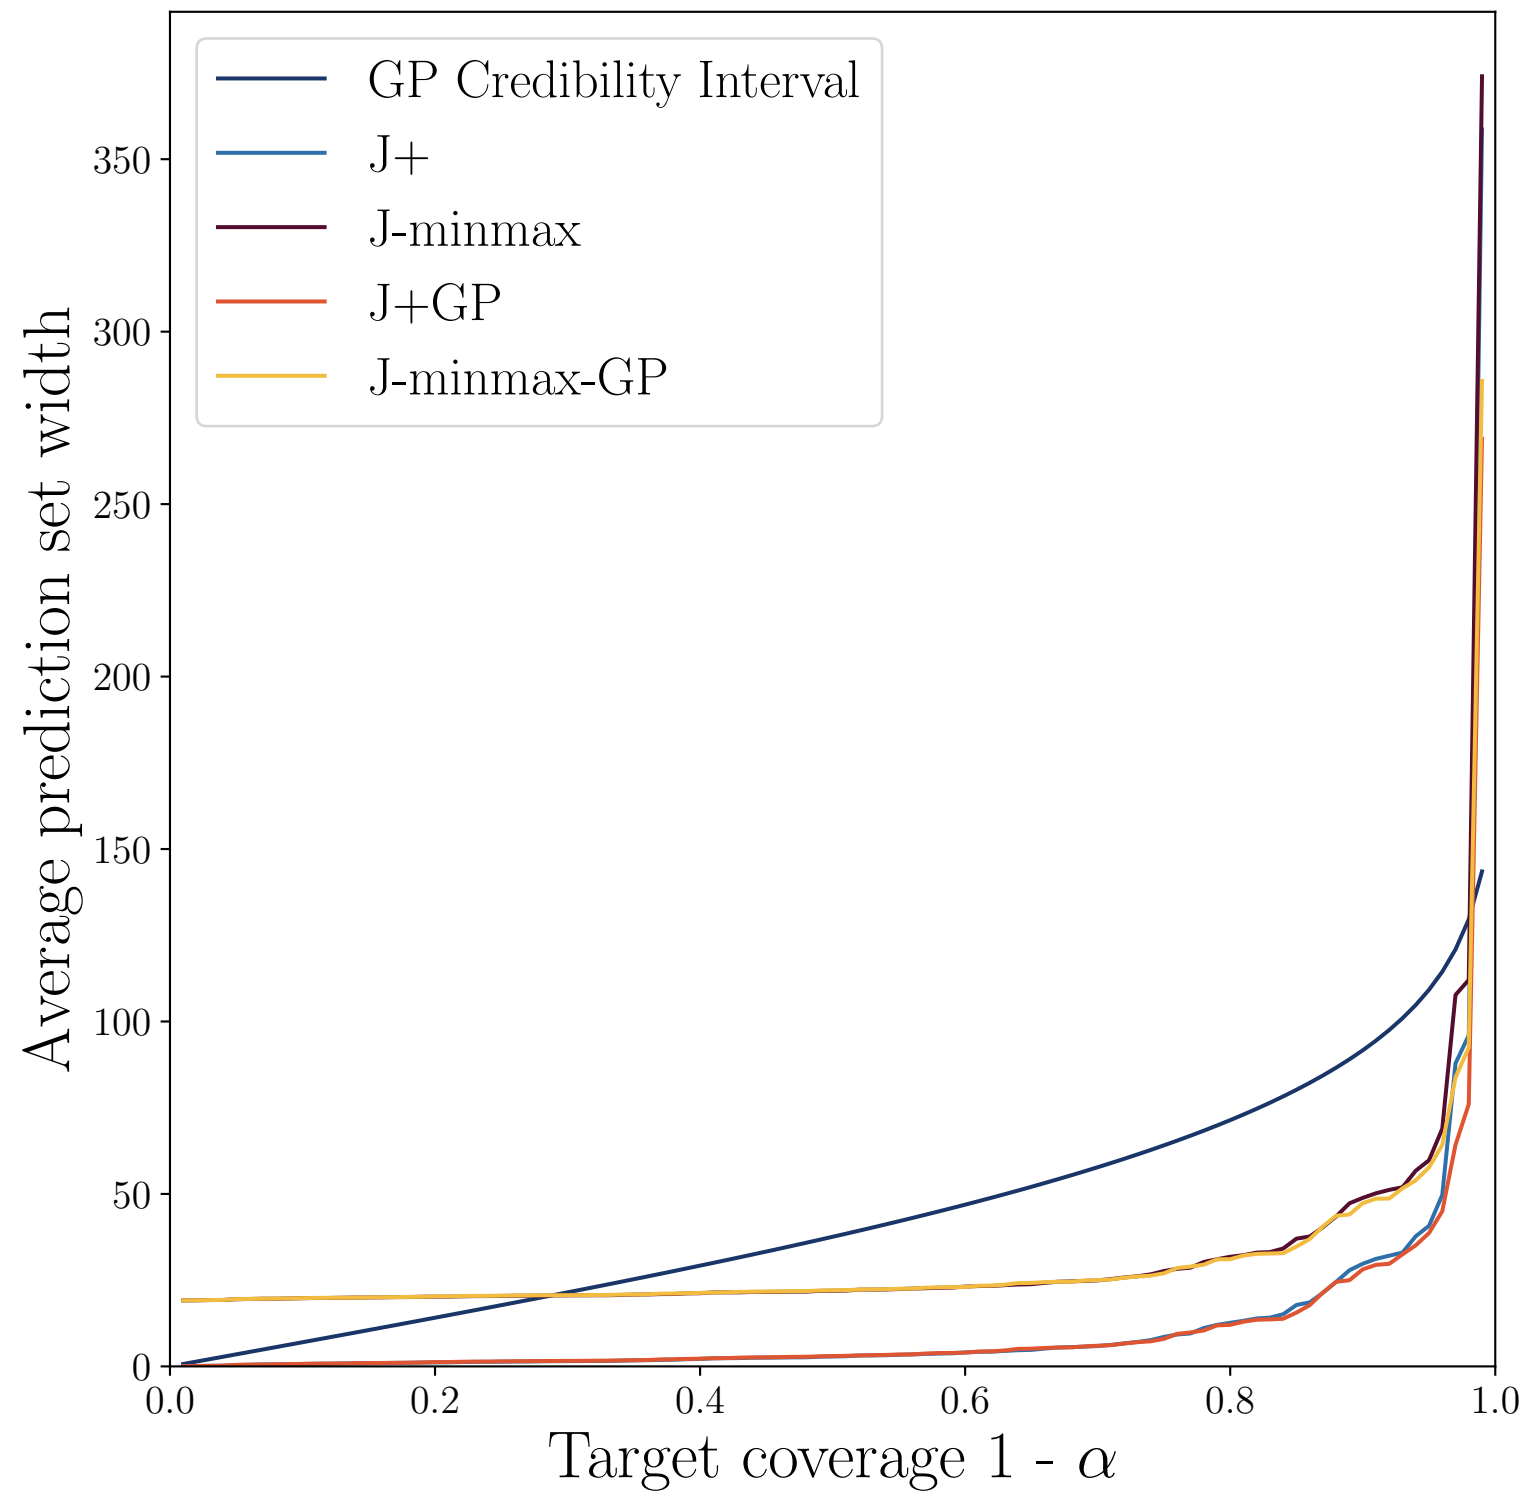 GP Credibility Interval
J+
J-minmax
J+GP
J-minmax-GP
Average prediction set width
350
300
250
200
150
100
50
0
0.0 0.2 0.4 0.6 0.8 1.0
Target coverage 1 - α